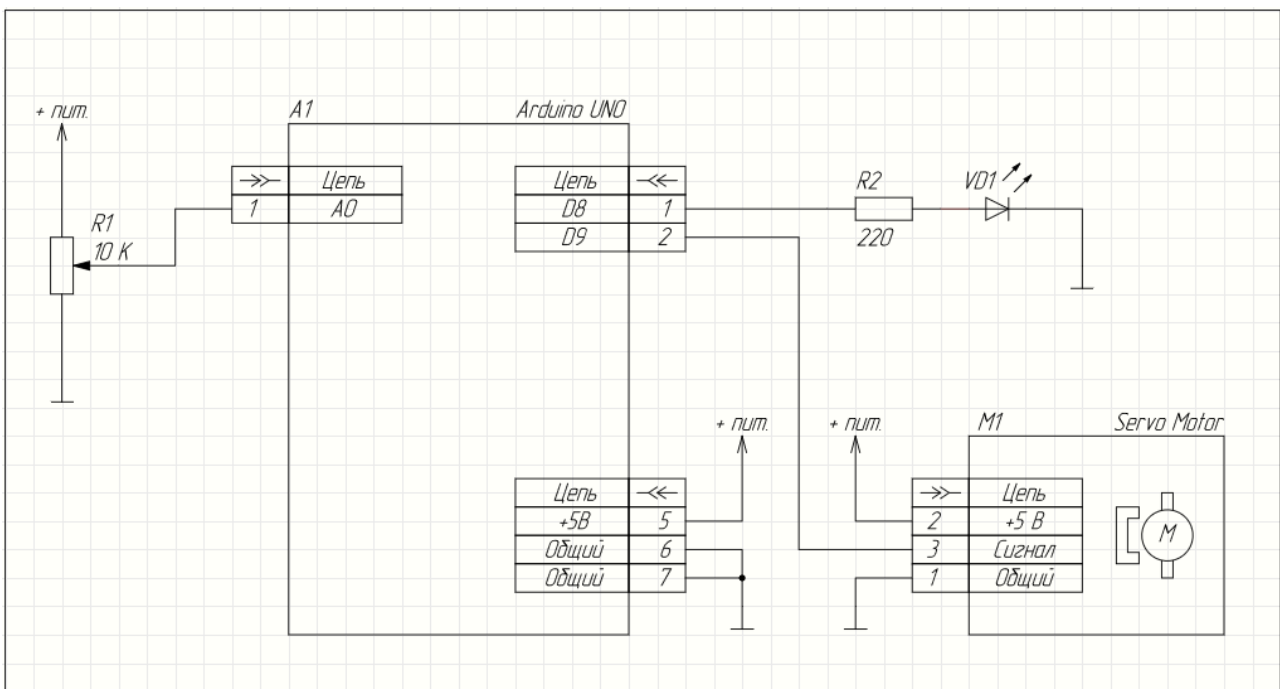 + пит.
A1
Arduino UNO
Цепь
1
A0
R1
10 К
Цепь
D8
1
D9
2
R2
220
VD1
+ пит.
+ пит.
M1
Servo Motor
Цепь
+5В
5
Общий
6
Общий
7
Цепь
2
+5 В
3
Сигнал
1
Общий
M